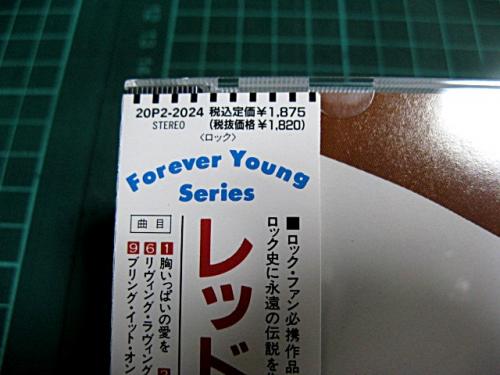 20P2-2024 税込定価¥1,875
STEREO (税抜価格¥1,820)
〈ロック〉
Forever Young
Series
曲目
■ロック・ファン必携作品
ロック史に永遠の伝説を
レッド
1 胸いっぱいの愛を
6 リヴィング・ラヴィング
9 ブリング・イット・オン